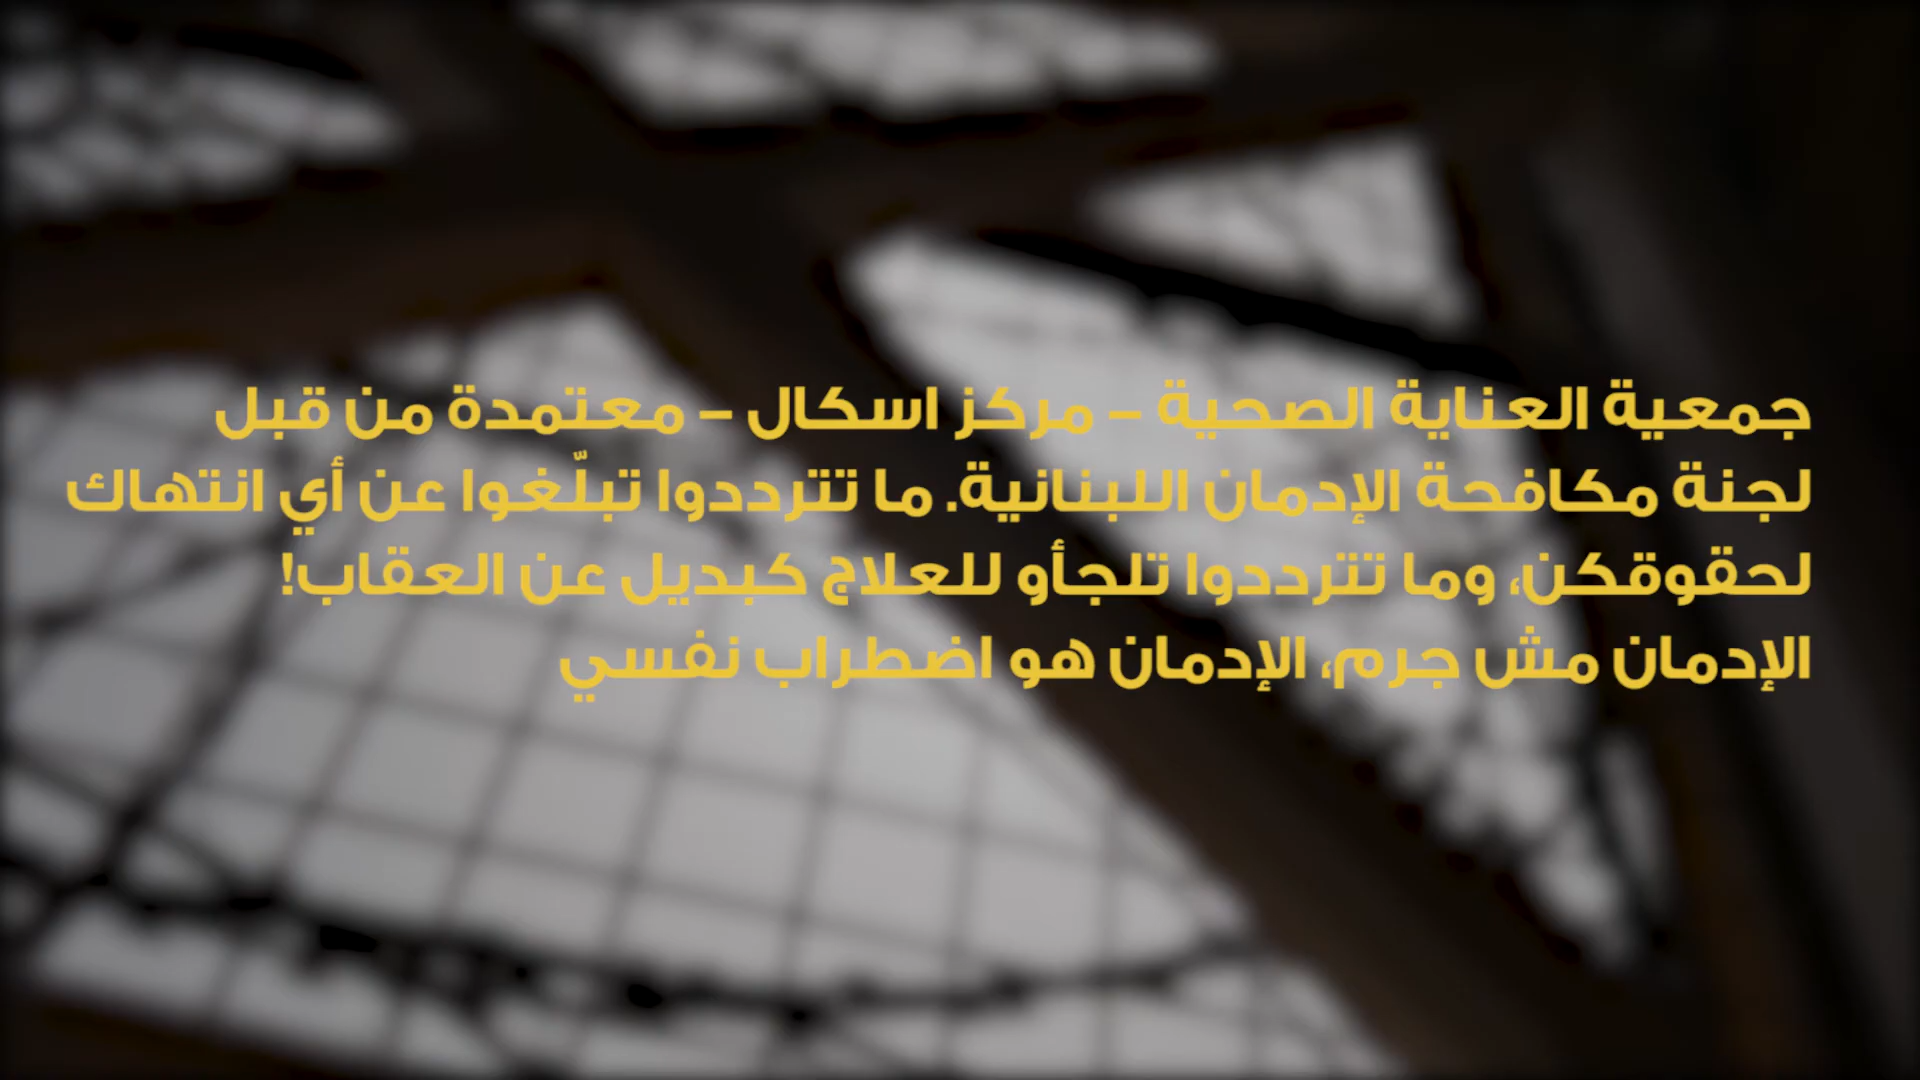 جمعية العناية الصحية – مركز اسكال – معتمدة من قبل
لجنة مكافحة الإدمان اللبنانية. ما تترددوا تبلّغوا عن أي انتهاك
لحقوقكن، وما تترددوا تلجأو للعلاج كبديل عن العقاب!
الإدمان مش جرم، الإدمان هو اضطراب نفسي